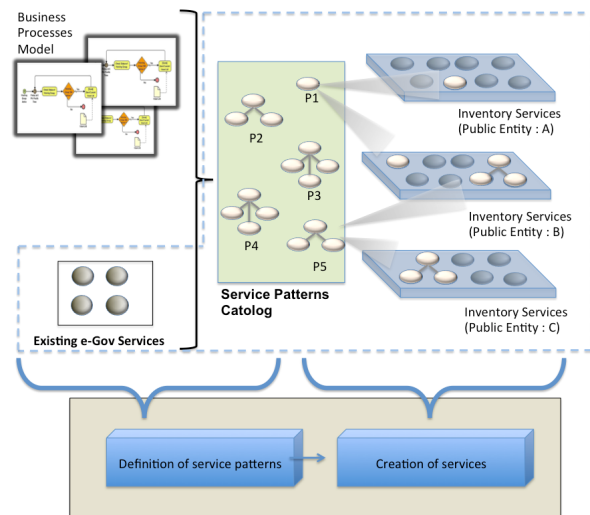 Business
Processes
Model
P1
P2
P3
P4
P5
Service Patterns
Catolog
Inventory Services
(Public Entity : A)
Inventory Services
(Public Entity : B)
Inventory Services
(Public Entity : C)
Existing e-Gov Services
Definition of service patterns
Creation of services